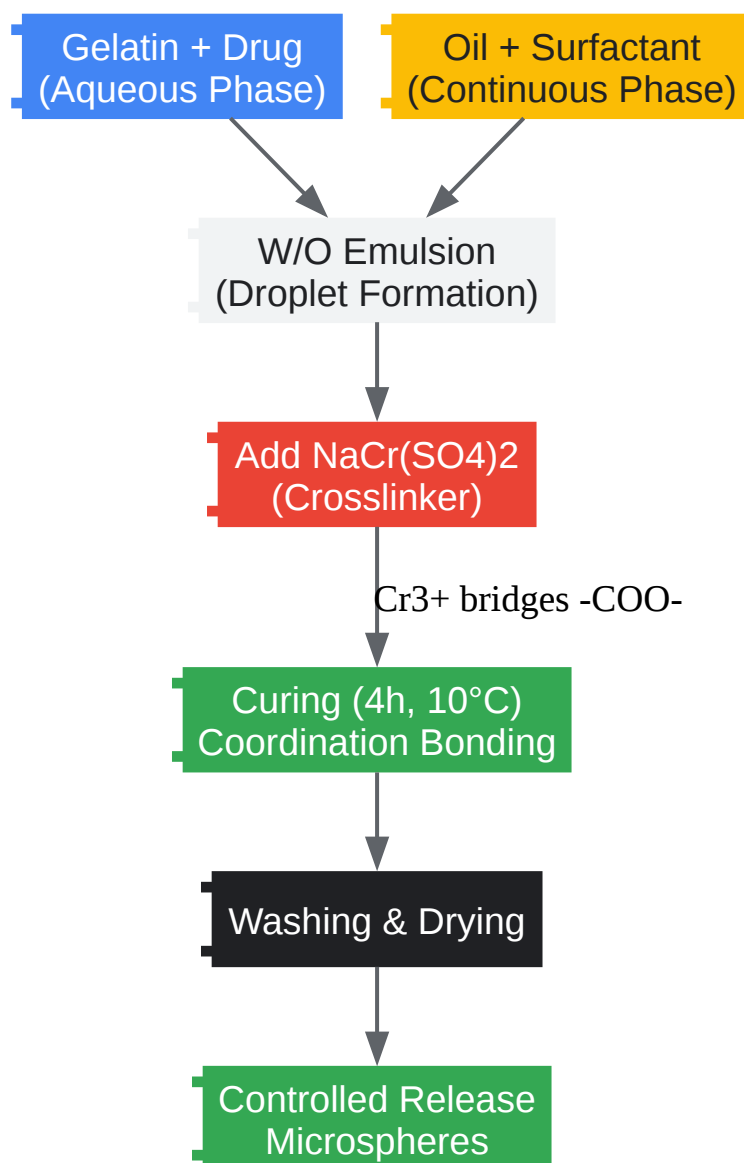 Gelatin + Drug
(Aqueous Phase)
Oil + Surfactant
(Continuous Phase)
W/O Emulsion
(Droplet Formation)
Add NaCr(SO4)2
(Crosslinker)
Cr3+ bridges -COO-
Curing (4h, 10°C)
Coordination Bonding
Washing & Drying
Controlled Release
Microspheres